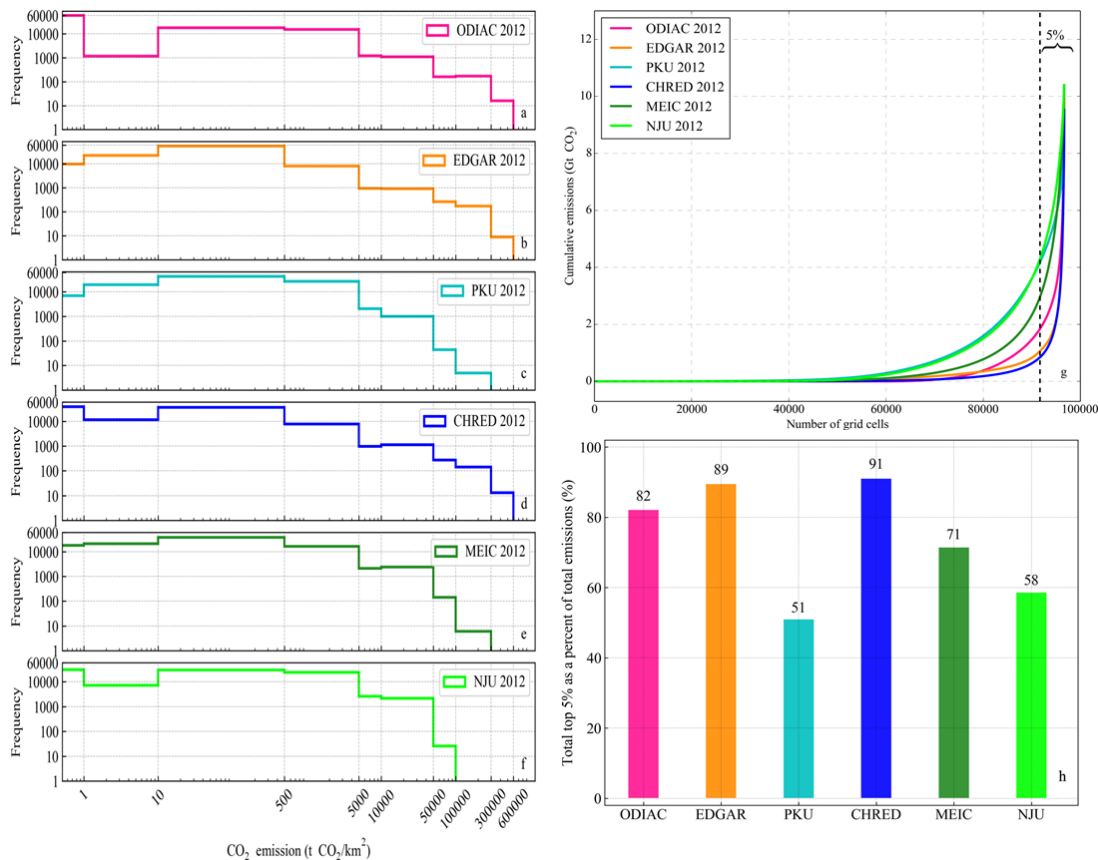 60000
10000
1000
100
10
1
Frequency
ODIAC 2012
a
60000
10000
1000
100
10
1
Frequency
EDGAR 2012
b
60000
10000
1000
100
10
1
Frequency
PKU 2012
c
60000
10000
1000
100
10
1
Frequency
CHRED 2012
d
60000
10000
1000
100
10
1
Frequency
MEIC 2012
e
60000
10000
1000
100
10
1
Frequency
NJU 2012
f
1
10
500
5000
10000
50000
100000
300000
600000
CO2 emission (t CO2/km²)
12
10
8
6
4
2
0
Cumulative emissions (Gt CO2)
ODIAC 2012
EDGAR 2012
PKU 2012
CHRED 2012
MEIC 2012
NJU 2012
5%
g
0
20000
40000
60000
80000
100000
Number of grid cells
100
80
60
40
20
0
Total top 5% as a percent of total emissions (%)
82
89
51
91
71
58
h
ODIAC
EDGAR
PKU
CHRED
MEIC
NJU